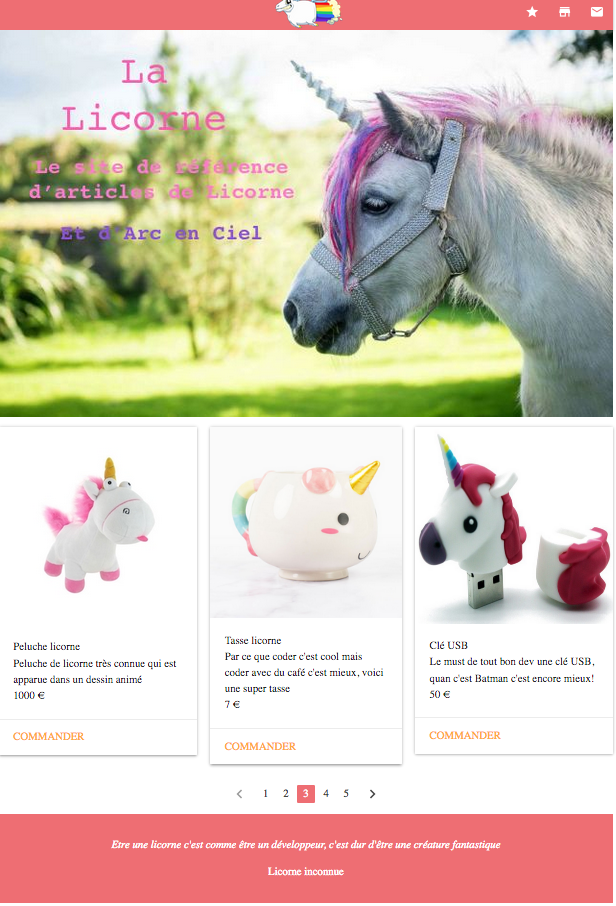 La
Licorne
Le site de référence
d'articles de Licorne
Et d'Arc en Ciel
Peluche licorne
Peluche de licorne très connue qui est
apparue dans un dessin animé
1000 €
COMMANDER
Tasse licorne
Par ce que coder c'est cool mais
coder avec du café c'est mieux, voici
une super tasse
7 €
COMMANDER
Clé USB
Le must de tout bon dev une clé USB,
quan c'est Batman c'est encore mieux!
50 €
COMMANDER
1 2 3 4 5
Etre une licorne c'est comme être un développeur, c'est dur d'être une créature fantastique
Licorne inconnue